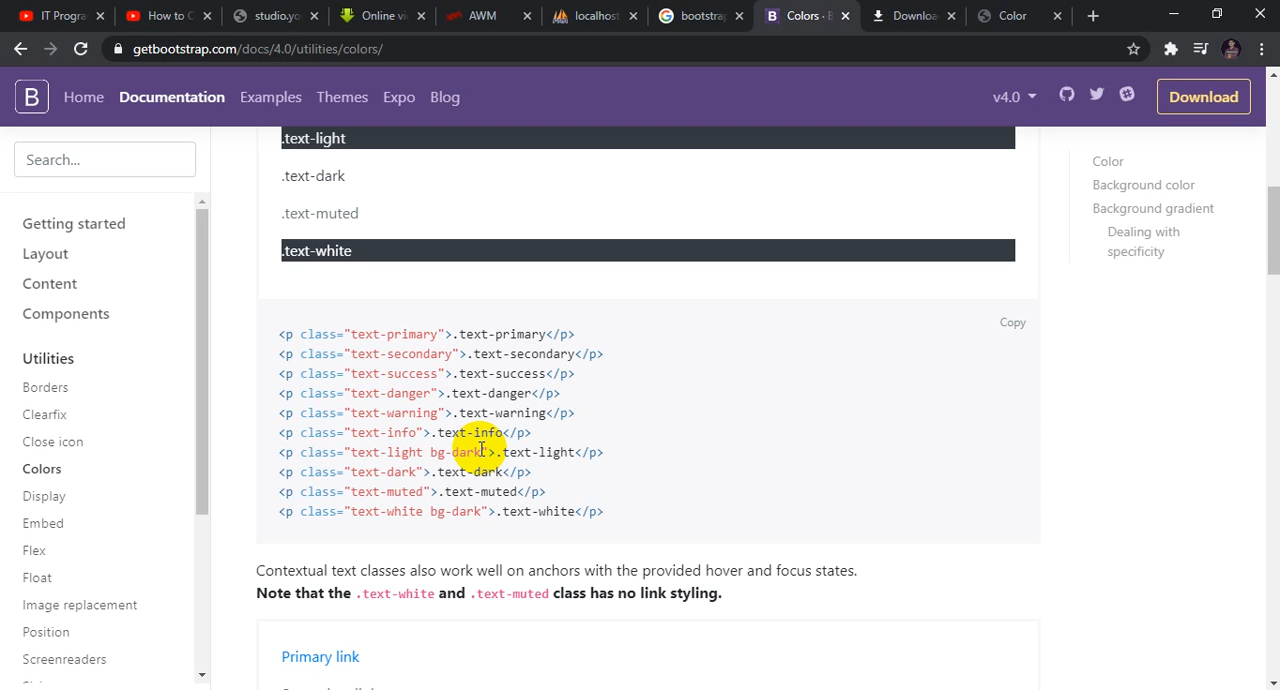 IT Progra
How to C
studio.yo
Online vi
AWM
localhost
bootstrap
Colors · B
Downloa
Color
getbootstrap.com/docs/4.0/utilities/colors/
B Home Documentation Examples Themes Expo Blog v4.0 Download
Search...
Getting started
Layout
Content
Components
Utilities
Borders
Clearfix
Close icon
Colors
Display
Embed
Flex
Float
Image replacement
Position
Screenreaders
.text-light
.text-dark
.text-muted
.text-white
Copy
<p class="text-primary">.text-primary</p>
<p class="text-secondary">.text-secondary</p>
<p class="text-success">.text-success</p>
<p class="text-danger">.text-danger</p>
<p class="text-warning">.text-warning</p>
<p class="text-info">.text-info</p>
<p class="text-light bg-dark">.text-light</p>
<p class="text-dark">.text-dark</p>
<p class="text-muted">.text-muted</p>
<p class="text-white bg-dark">.text-white</p>
Contextual text classes also work well on anchors with the provided hover and focus states.
Note that the .text-white and .text-muted class has no link styling.
Primary link
Color
Background color
Background gradient
Dealing with
specificity